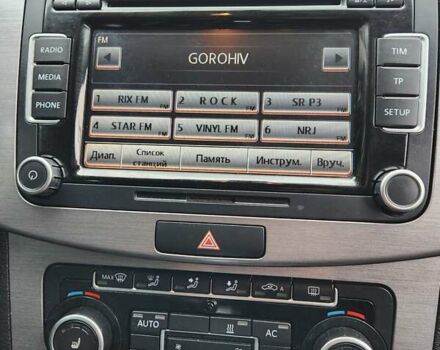 FM
RADIO
MEDIA
PHONE
GOROHIV
TIM
TP
SETUP
1 RIX FM
2 R O C K
3 SR P3
4 STAR FM
5 VINYL FM
6 NRJ
Диап.
Список станций
Память
Инструм.
Вруч.
MAX
A
AUTO
AC